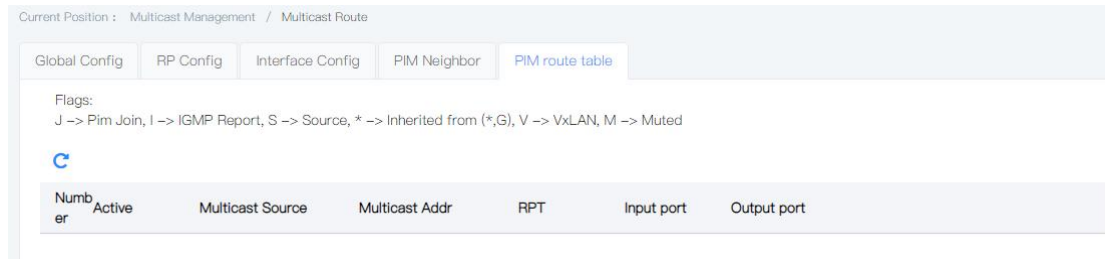 Current Position : Multicast Management / Multicast Route
Global Config RP Config Interface Config PIM Neighbor PIM route table
Flags:
J -> Pim Join, I -> IGMP Report, S -> Source, * -> Inherited from (*,G), V -> VxLAN, M -> Muted
Numb
er Active Multicast Source Multicast Addr RPT Input port Output port